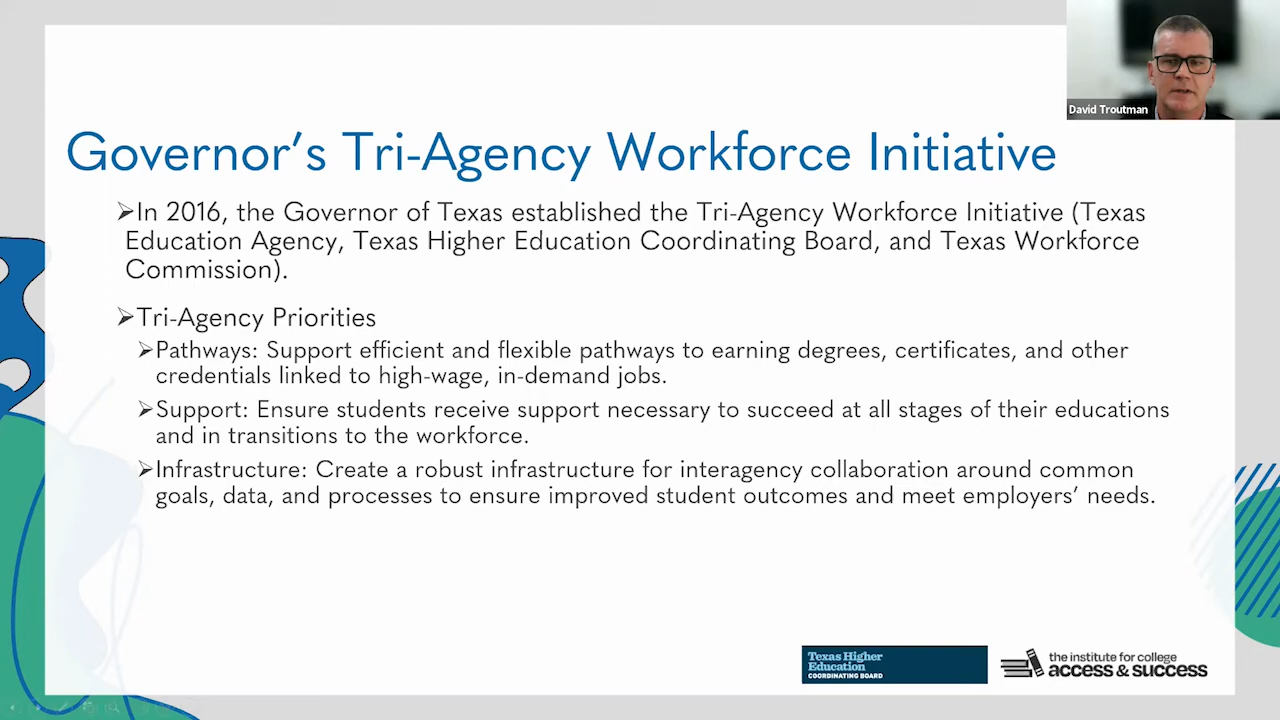 David Troutman
Governor's Tri-Agency Workforce Initiative
➢In 2016, the Governor of Texas established the Tri-Agency Workforce Initiative (Texas
Education Agency, Texas Higher Education Coordinating Board, and Texas Workforce
Commission).
➢Tri-Agency Priorities
➢Pathways: Support efficient and flexible pathways to earning degrees, certificates, and other
credentials linked to high-wage, in-demand jobs.
➢Support: Ensure students receive support necessary to succeed at all stages of their educations
and in transitions to the workforce.
➢Infrastructure: Create a robust infrastructure for interagency collaboration around common
goals, data, and processes to ensure improved student outcomes and meet employers' needs.
Texas Higher
Education
COORDINATING BOARD
the institute for college
access & success